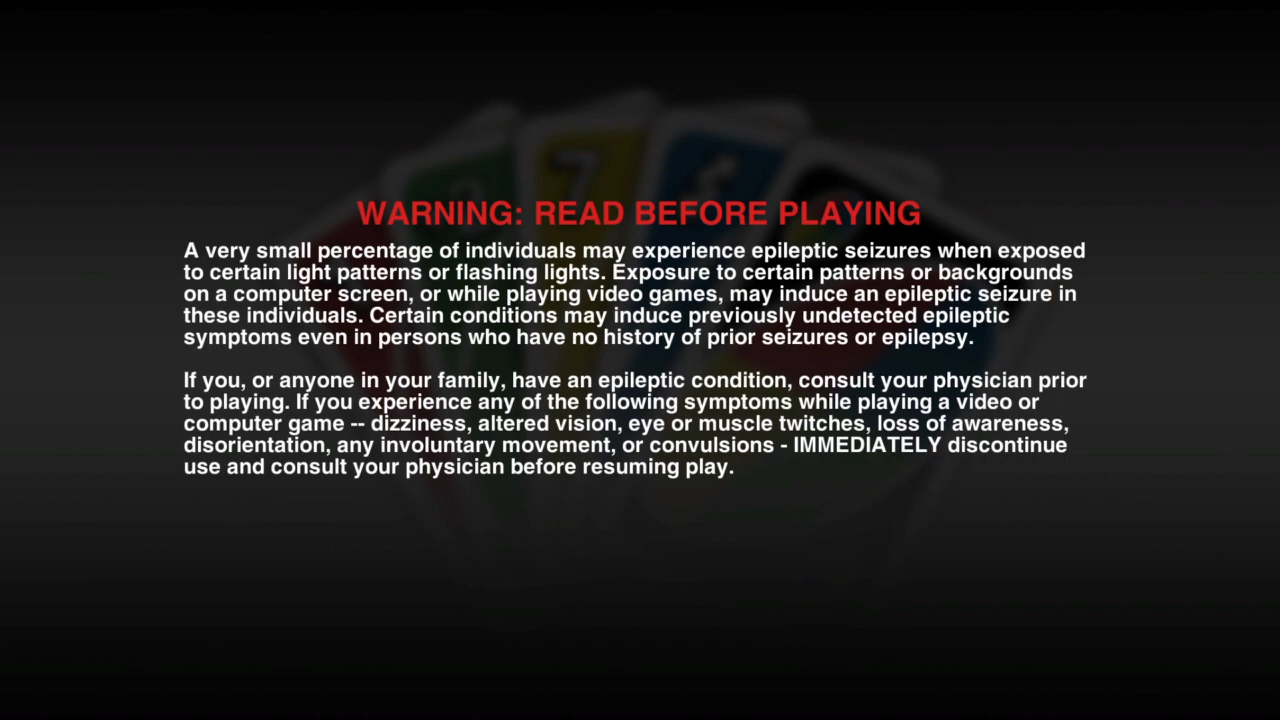 WARNING: READ BEFORE PLAYING
A very small percentage of individuals may experience epileptic seizures when exposed
to certain light patterns or flashing lights. Exposure to certain patterns or backgrounds
on a computer screen, or while playing video games, may induce an epileptic seizure in
these individuals. Certain conditions may induce previously undetected epileptic
symptoms even in persons who have no history of prior seizures or epilepsy.
If you, or anyone in your family, have an epileptic condition, consult your physician prior
to playing. If you experience any of the following symptoms while playing a video or
computer game -- dizziness, altered vision, eye or muscle twitches, loss of awareness,
disorientation, any involuntary movement, or convulsions - IMMEDIATELY discontinue
use and consult your physician before resuming play.